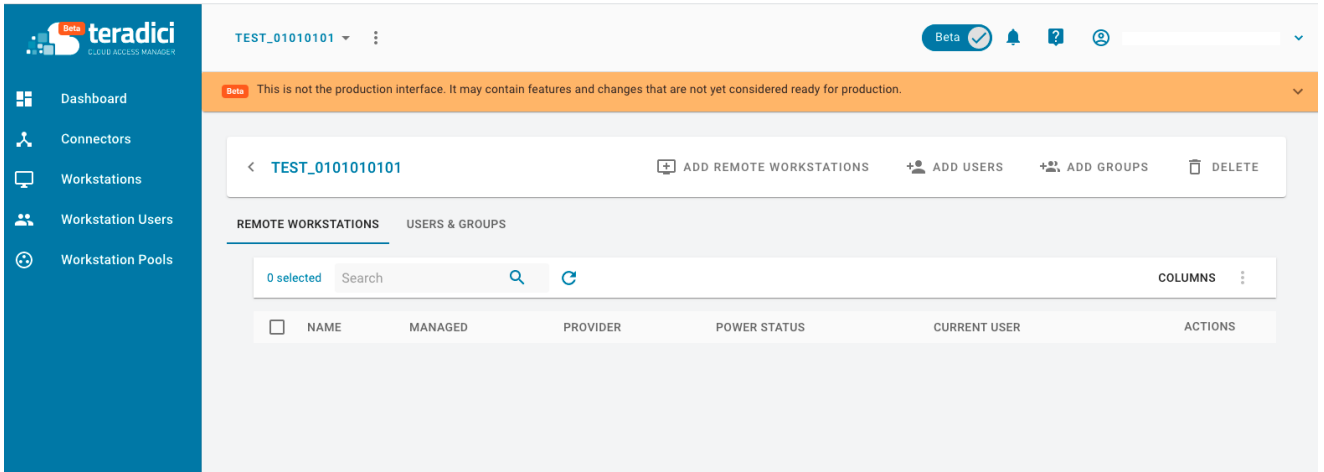 Beta teradici
CLOUD ACCESS MANAGER
TEST_01010101
Beta
Beta This is not the production interface. It may contain features and changes that are not yet considered ready for production.
Dashboard
Connectors
Workstations
Workstation Users
Workstation Pools
TEST_0101010101 ADD REMOTE WORKSTATIONS ADD USERS ADD GROUPS DELETE
REMOTE WORKSTATIONS USERS & GROUPS
0 selected Search COLUMNS
NAME MANAGED PROVIDER POWER STATUS CURRENT USER ACTIONS